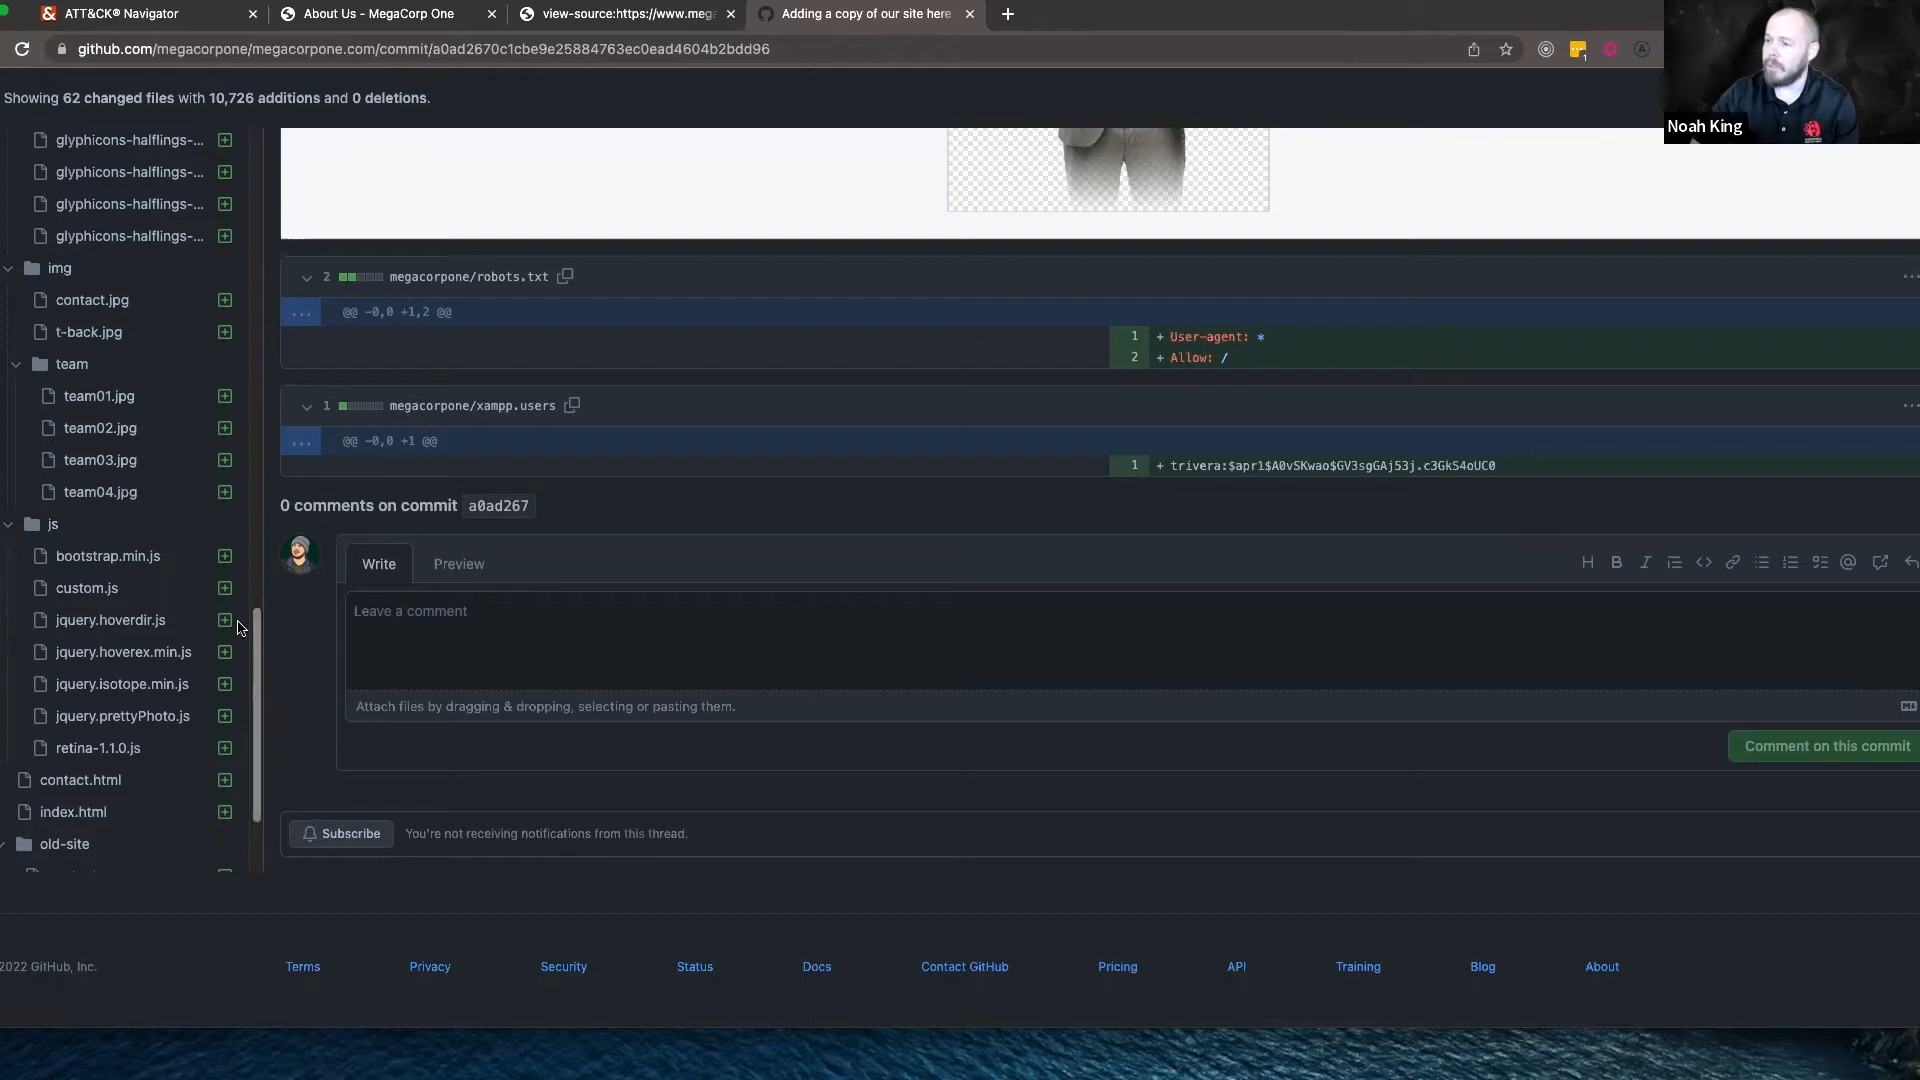 ATT&CK® Navigator
About Us - MegaCorp One
view-source:https://www.meg
Adding a copy of our site here
github.com/megacorpone/megacorpone.com/commit/a0ad2670c1cbe9e25884763ec0ead4604b2bdd96
1
Noah King
Showing 62 changed files with 10,726 additions and 0 deletions.
glyphicons-halflings-...
glyphicons-halflings-...
glyphicons-halflings-...
glyphicons-halflings-...
img
contact.jpg
t-back.jpg
team
team01.jpg
team02.jpg
team03.jpg
team04.jpg
js
bootstrap.min.js
custom.js
jquery.hoverdir.js
jquery.hoverex.min.js
jquery.isotope.min.js
jquery.prettyPhoto.js
retina-1.1.0.js
contact.html
index.html
old-site
2 megacorpone/robots.txt
... @@ -0,0 +1,2 @@
1 + User-agent: *
2 + Allow: /
1 megacorpone/xampp.users
... @@ -0,0 +1 @@
1 + trivera:$apr1$A0vSKwao$GV3sgGAj53j.c3GkS4oUC0
0 comments on commit a0ad267
Write Preview
Leave a comment
Attach files by dragging & dropping, selecting or pasting them.
Comment on this commit
Subscribe You're not receiving notifications from this thread.
2022 GitHub, Inc.
Terms
Privacy
Security
Status
Docs
Contact GitHub
Pricing
API
Training
Blog
About